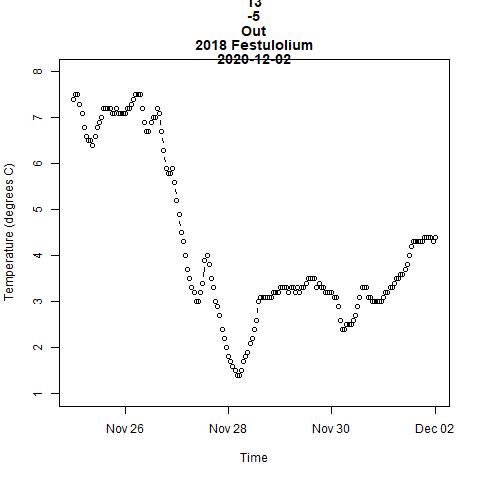 13
-5
Out
2018 Festulolium
2020-12-02
Temperature (degrees C)
8
7
6
5
4
3
2
1
Nov 26 Nov 28 Nov 30 Dec 02
Time